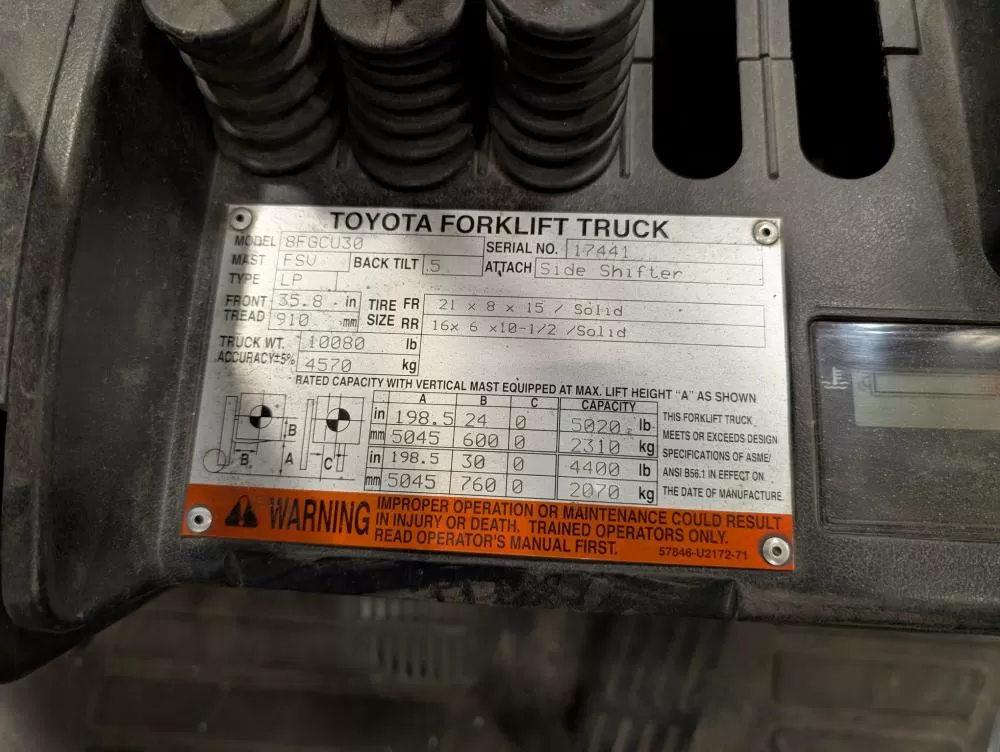 TOYOTA FORKLIFT TRUCK
MODEL 8FGCU30 SERIAL NO. 17441
MAST FSV BACK TILT .5 ATTACH Side Shifter
TYPE LP
FRONT TREAD 35.8 in 910 mm
TIRE SIZE FR 21 x 8 x 15 / Solid
RR 16x 6 x10-1/2 /Solid
TRUCK WT. 10080 lb
ACCURACY±5% 4570 kg
RATED CAPACITY WITH VERTICAL MAST EQUIPPED AT MAX. LIFT HEIGHT "A" AS SHOWN
A B C CAPACITY
in 198.5 24 0 5020 lb
mm 5045 600 0 2310 kg
in 198.5 30 0 4400 lb
mm 5045 760 0 2070 kg
B
B A C
THIS FORKLIFT TRUCK
MEETS OR EXCEEDS DESIGN
SPECIFICATIONS OF ASME/
ANSI B56.1 IN EFFECT ON
THE DATE OF MANUFACTURE
WARNING
IMPROPER OPERATION OR MAINTENANCE COULD RESULT
IN INJURY OR DEATH. TRAINED OPERATORS ONLY.
READ OPERATOR'S MANUAL FIRST. 57846-U2172-71